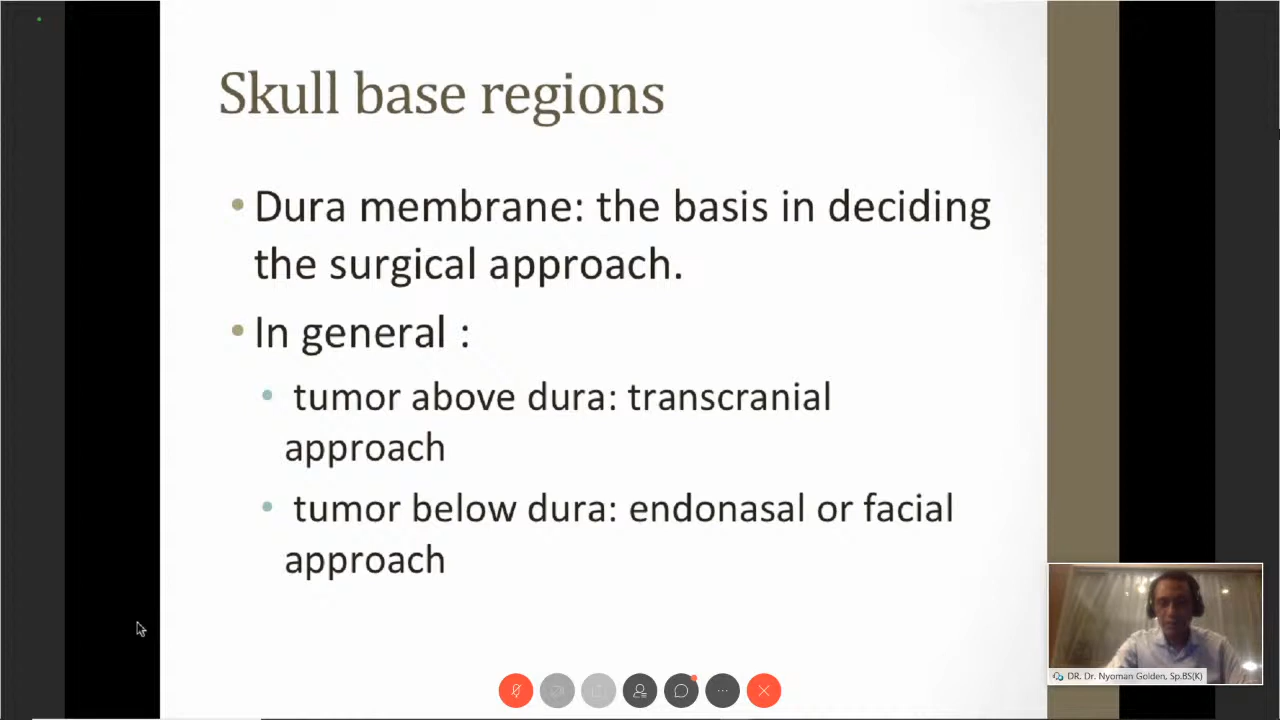 Skull base regions
Dura membrane: the basis in deciding
the surgical approach.
In general :
tumor above dura: transcranial
approach
tumor below dura: endonasal or facial
approach
DR. Dr. Nyoman Golden, Sp.BS(K)